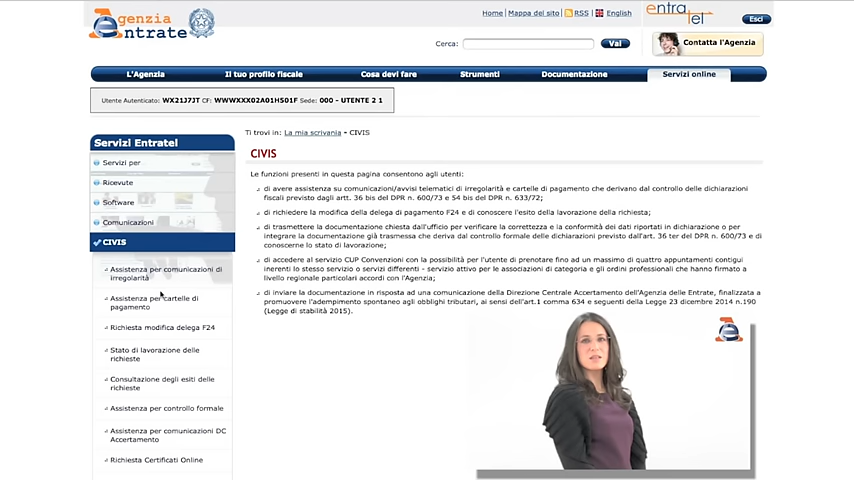 Agenzia
Entrate
Home | Mappa del sito | RSS | English
entratel
Esci
Cerca:
Vai
Contatta l'Agenzia
L'Agenzia
Il tuo profilo fiscale
Cosa devi fare
Strumenti
Documentazione
Servizi online
Utente Autenticato: WX21J7JT CF: WWWXXX02A01H501F Sede: 000 - UTENTE 2 1
Servizi Entratel
Servizi per
Ricevute
Software
Comunicazioni
CIVIS
Assistenza per comunicazioni di
irregolarità
Assistenza per cartelle di
pagamento
Richiesta modifica delega F24
Stato di lavorazione delle
richieste
Consultazione degli esiti delle
richieste
Assistenza per controllo formale
Assistenza per comunicazioni DC
Accertamento
Richiesta Certificati Online
Ti trovi in: La mia scrivania - CIVIS
CIVIS
Le funzioni presenti in questa pagina consentono agli utenti:
di avere assistenza su comunicazioni/avvisi telematici di irregolarità e cartelle di pagamento che derivano dal controllo delle dichiarazioni
fiscali previsto dagli artt. 36 bis del DPR n. 600/73 e 54 bis del DPR n. 633/72;
di richiedere la modifica della delega di pagamento F24 e di conoscere l'esito della lavorazione della richiesta;
di trasmettere la documentazione chiesta dall'ufficio per verificare la correttezza e la conformità dei dati riportati in dichiarazione o per
integrare la documentazione già trasmessa che deriva dal controllo formale delle dichiarazioni previsto dall'art. 36 ter del DPR n. 600/73 e di
conoscerne lo stato di lavorazione;
di accedere al servizio CUP Convenzioni con la possibilità per l'utente di prenotare fino ad un massimo di quattro appuntamenti contigui
inerenti lo stesso servizio o servizi differenti - servizio attivo per le associazioni di categoria e gli ordini professionali che hanno firmato a
livello regionale particolari accordi con l'Agenzia;
di inviare la documentazione in risposta ad una comunicazione della Direzione Centrale Accertamento dell'Agenzia delle Entrate, finalizzata a
promuovere l'adempimento spontaneo agli obblighi tributari, ai sensi dell'art.1 comma 634 e seguenti della Legge 23 dicembre 2014 n.190
(Legge di stabilità 2015).